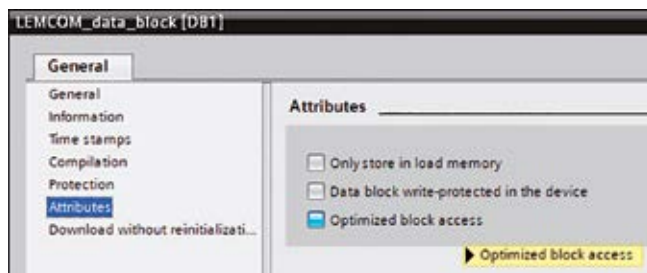 LEMCOM_data_block [DB1]
General
General
Information
Time stamps
Compilation
Protection
Attributes
Download without reinitializati...
Attributes
Only store in load memory
Data block write-protected in the device
Optimized block access
Optimized block access